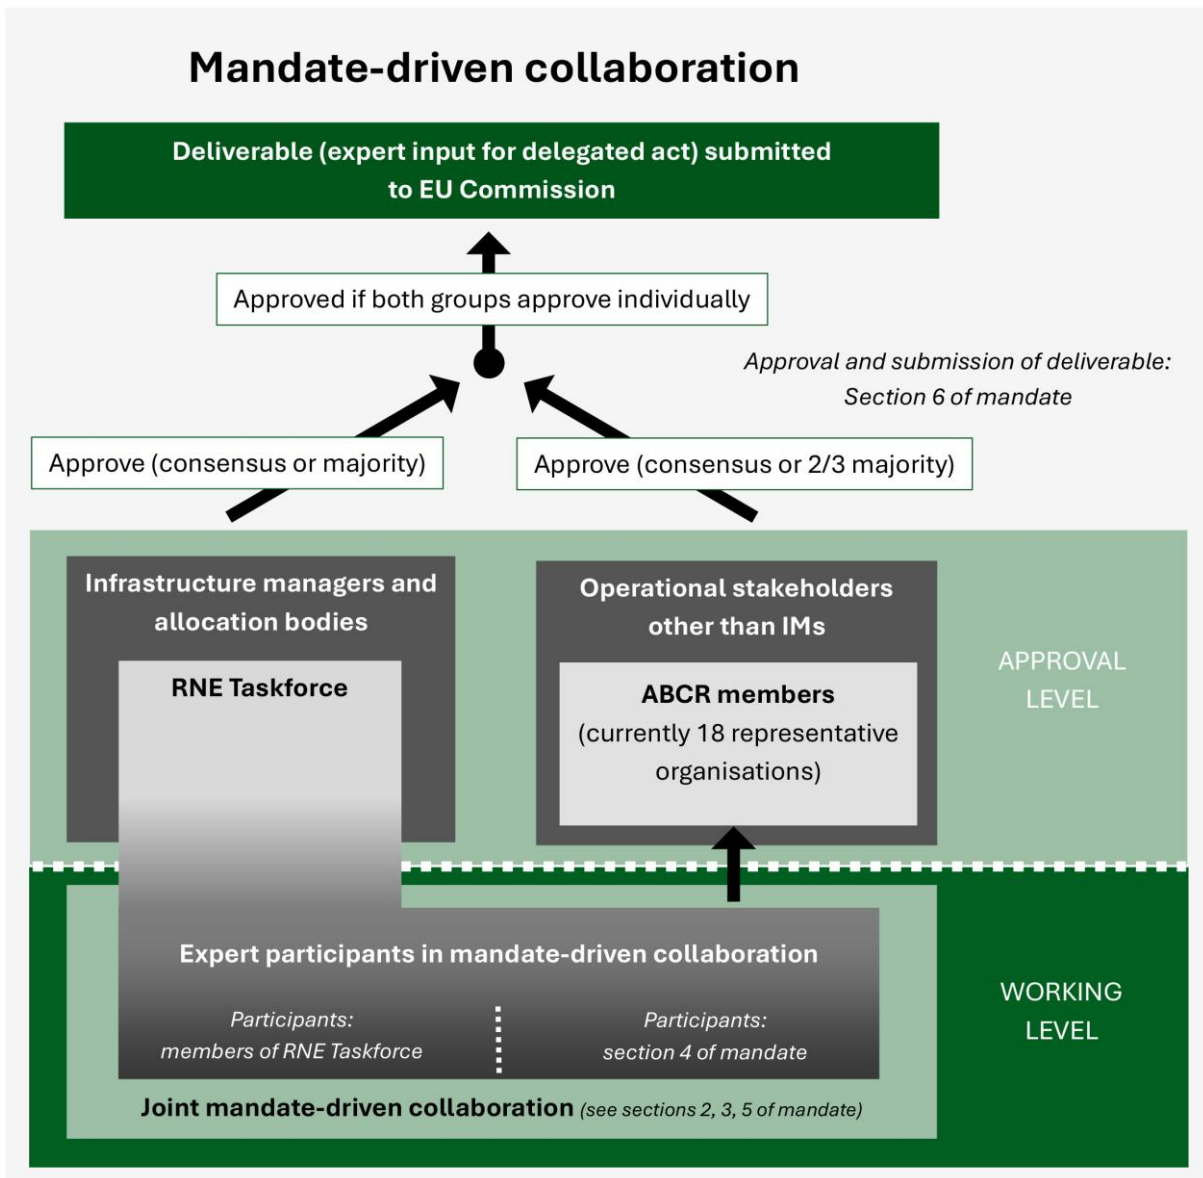 Mandate-driven collaboration
Deliverable (expert input for delegated act) submitted
to EU Commission
Approved if both groups approve individually
Approval and submission of deliverable:
Section 6 of mandate
Approve (consensus or majority)
Approve (consensus or 2/3 majority)
Infrastructure managers and
allocation bodies
RNE Taskforce
Operational stakeholders
other than IMs
ABCR members
(currently 18 representative
organisations)
APPROVAL
LEVEL
Expert participants in mandate-driven collaboration
Participants:
members of RNE Taskforce
Participants:
section 4 of mandate
Joint mandate-driven collaboration (see sections 2, 3, 5 of mandate)
WORKING
LEVEL